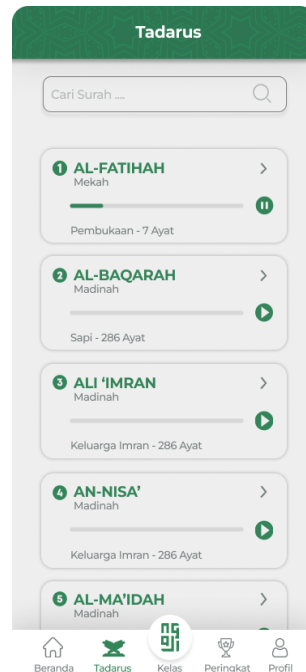 Tadarus
Cari Surah ....
1 AL-FATIHAH
Mekah
Pembukaan - 7 Ayat
2 AL-BAQARAH
Madinah
Sapi - 286 Ayat
3 ALI ‘IMRAN
Madinah
Keluarga Imran - 286 Ayat
4 AN-NISA’
Madinah
Keluarga Imran - 286 Ayat
5 AL-MA’IDAH
Madinah
ngaji
Beranda Tadarus Kelas Peringkat Profil